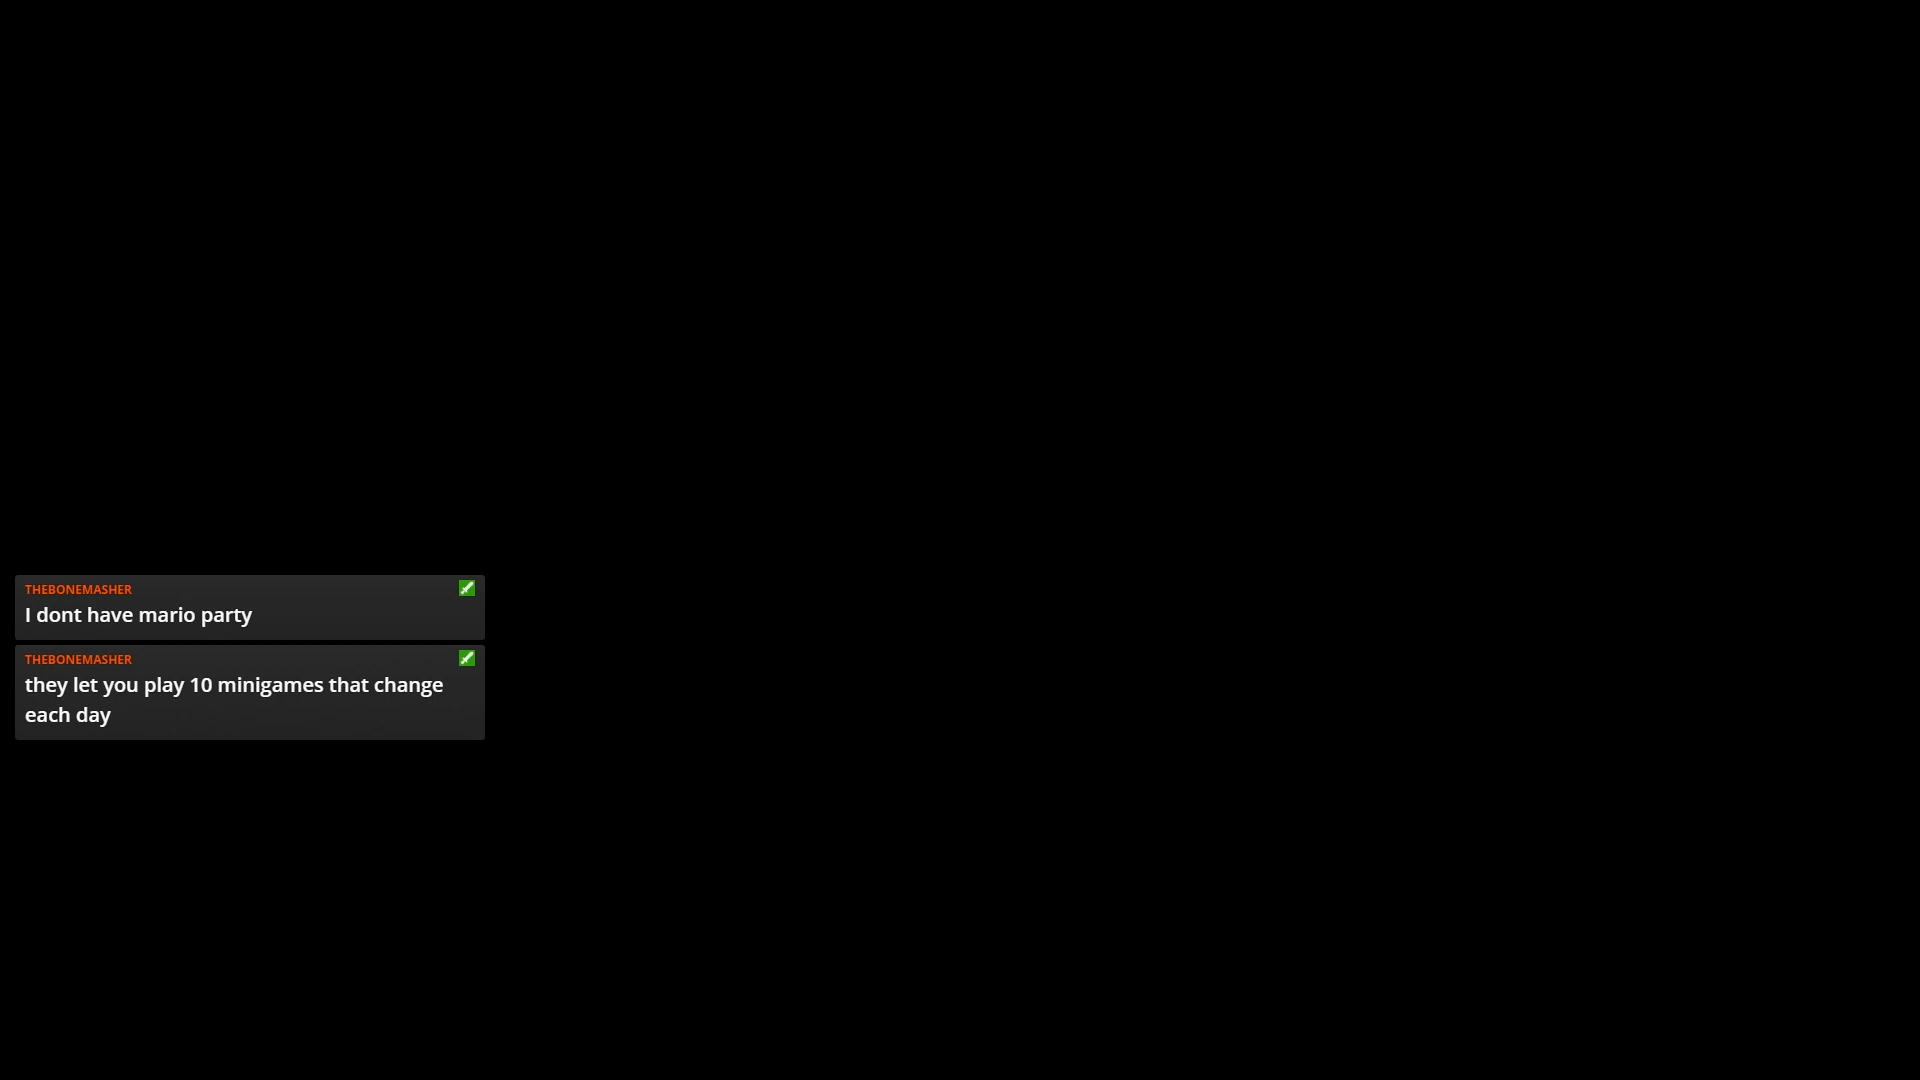 THEBONEMASHER
I dont have mario party
THEBONEMASHER
they let you play 10 minigames that change
each day